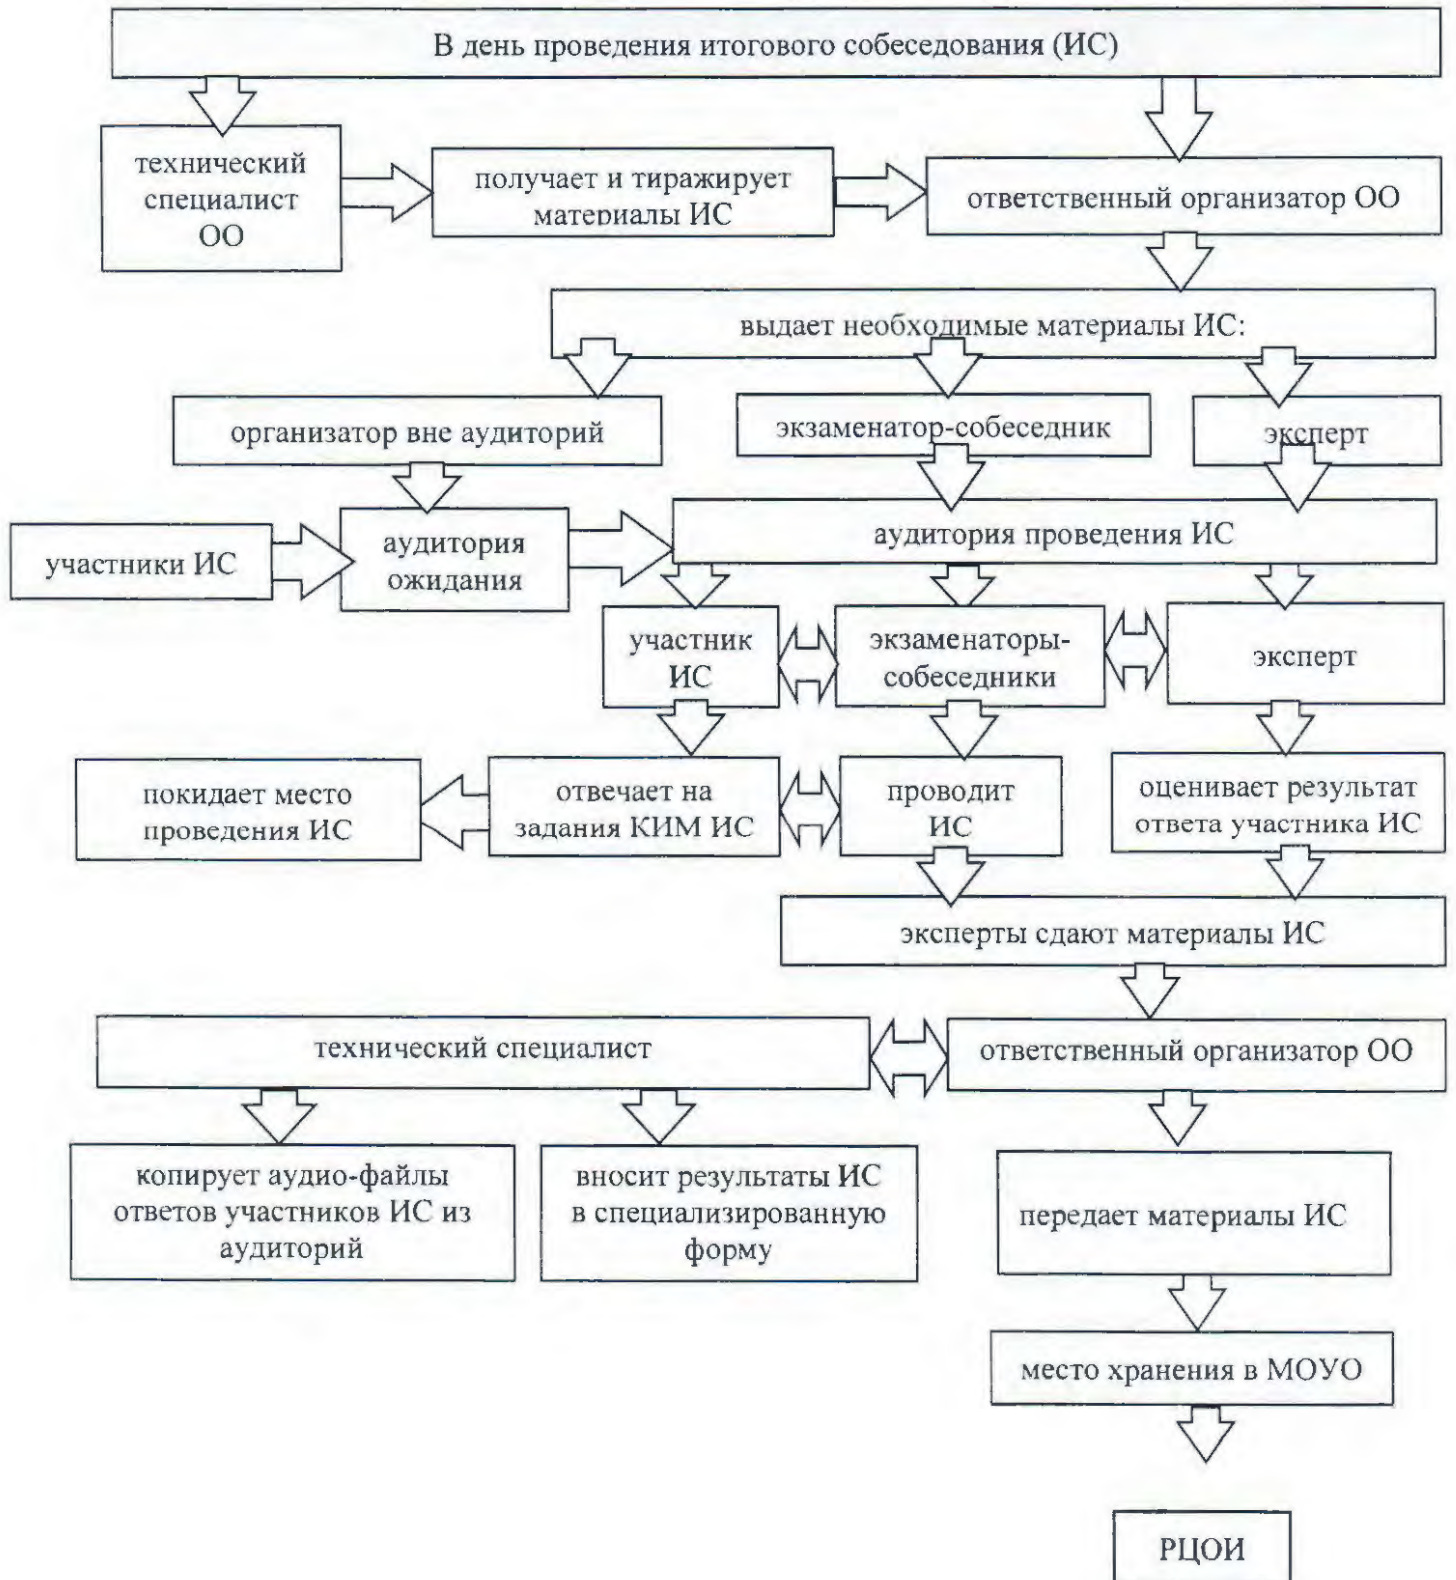 В день проведения итогового собеседования (ИС)
технический
специалист
ОО
получает и тиражирует
материалы ИС
ответственный организатор ОО
выдает необходимые материалы ИС:
организатор вне аудиторий
экзаменатор-собеседник
эксперт
участники ИС
аудитория
ожидания
аудитория проведения ИС
участник
ИС
экзаменаторы-
собеседники
эксперт
покидает место
проведения ИС
отвечает на
задания КИМ ИС
проводит
ИС
оценивает результат
ответа участника ИС
эксперты сдают материалы ИС
технический специалист
ответственный организатор ОО
копирует аудио-файлы
ответов участников ИС из
аудиторий
вносит результаты ИС
в специализированную
форму
передает материалы ИС
место хранения в МОУО
РЦОИ